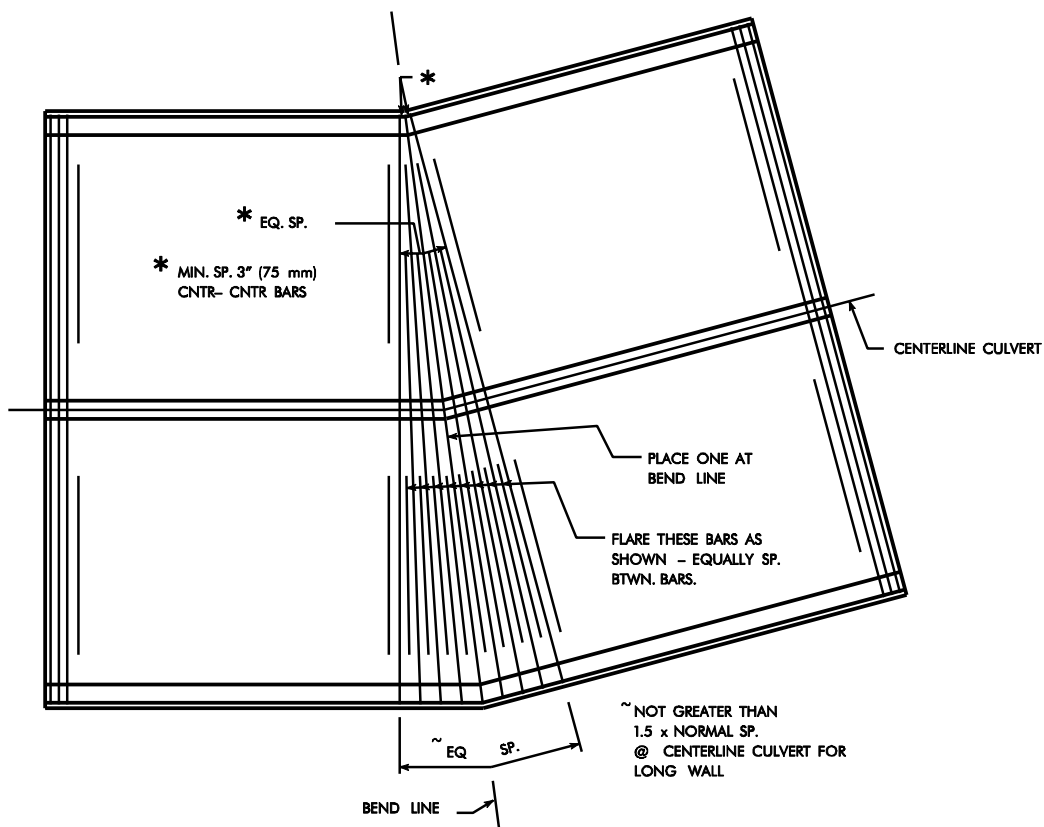 *
* EQ. SP.
* MIN. SP. 3" (75 mm)
CNTR– CNTR BARS
CENTERLINE CULVERT
PLACE ONE AT
BEND LINE
FLARE THESE BARS AS
SHOWN – EQUALLY SP.
BTWN. BARS.
~ NOT GREATER THAN
1.5 x NORMAL SP.
@ CENTERLINE CULVERT FOR
LONG WALL
~ EQ SP.
BEND LINE